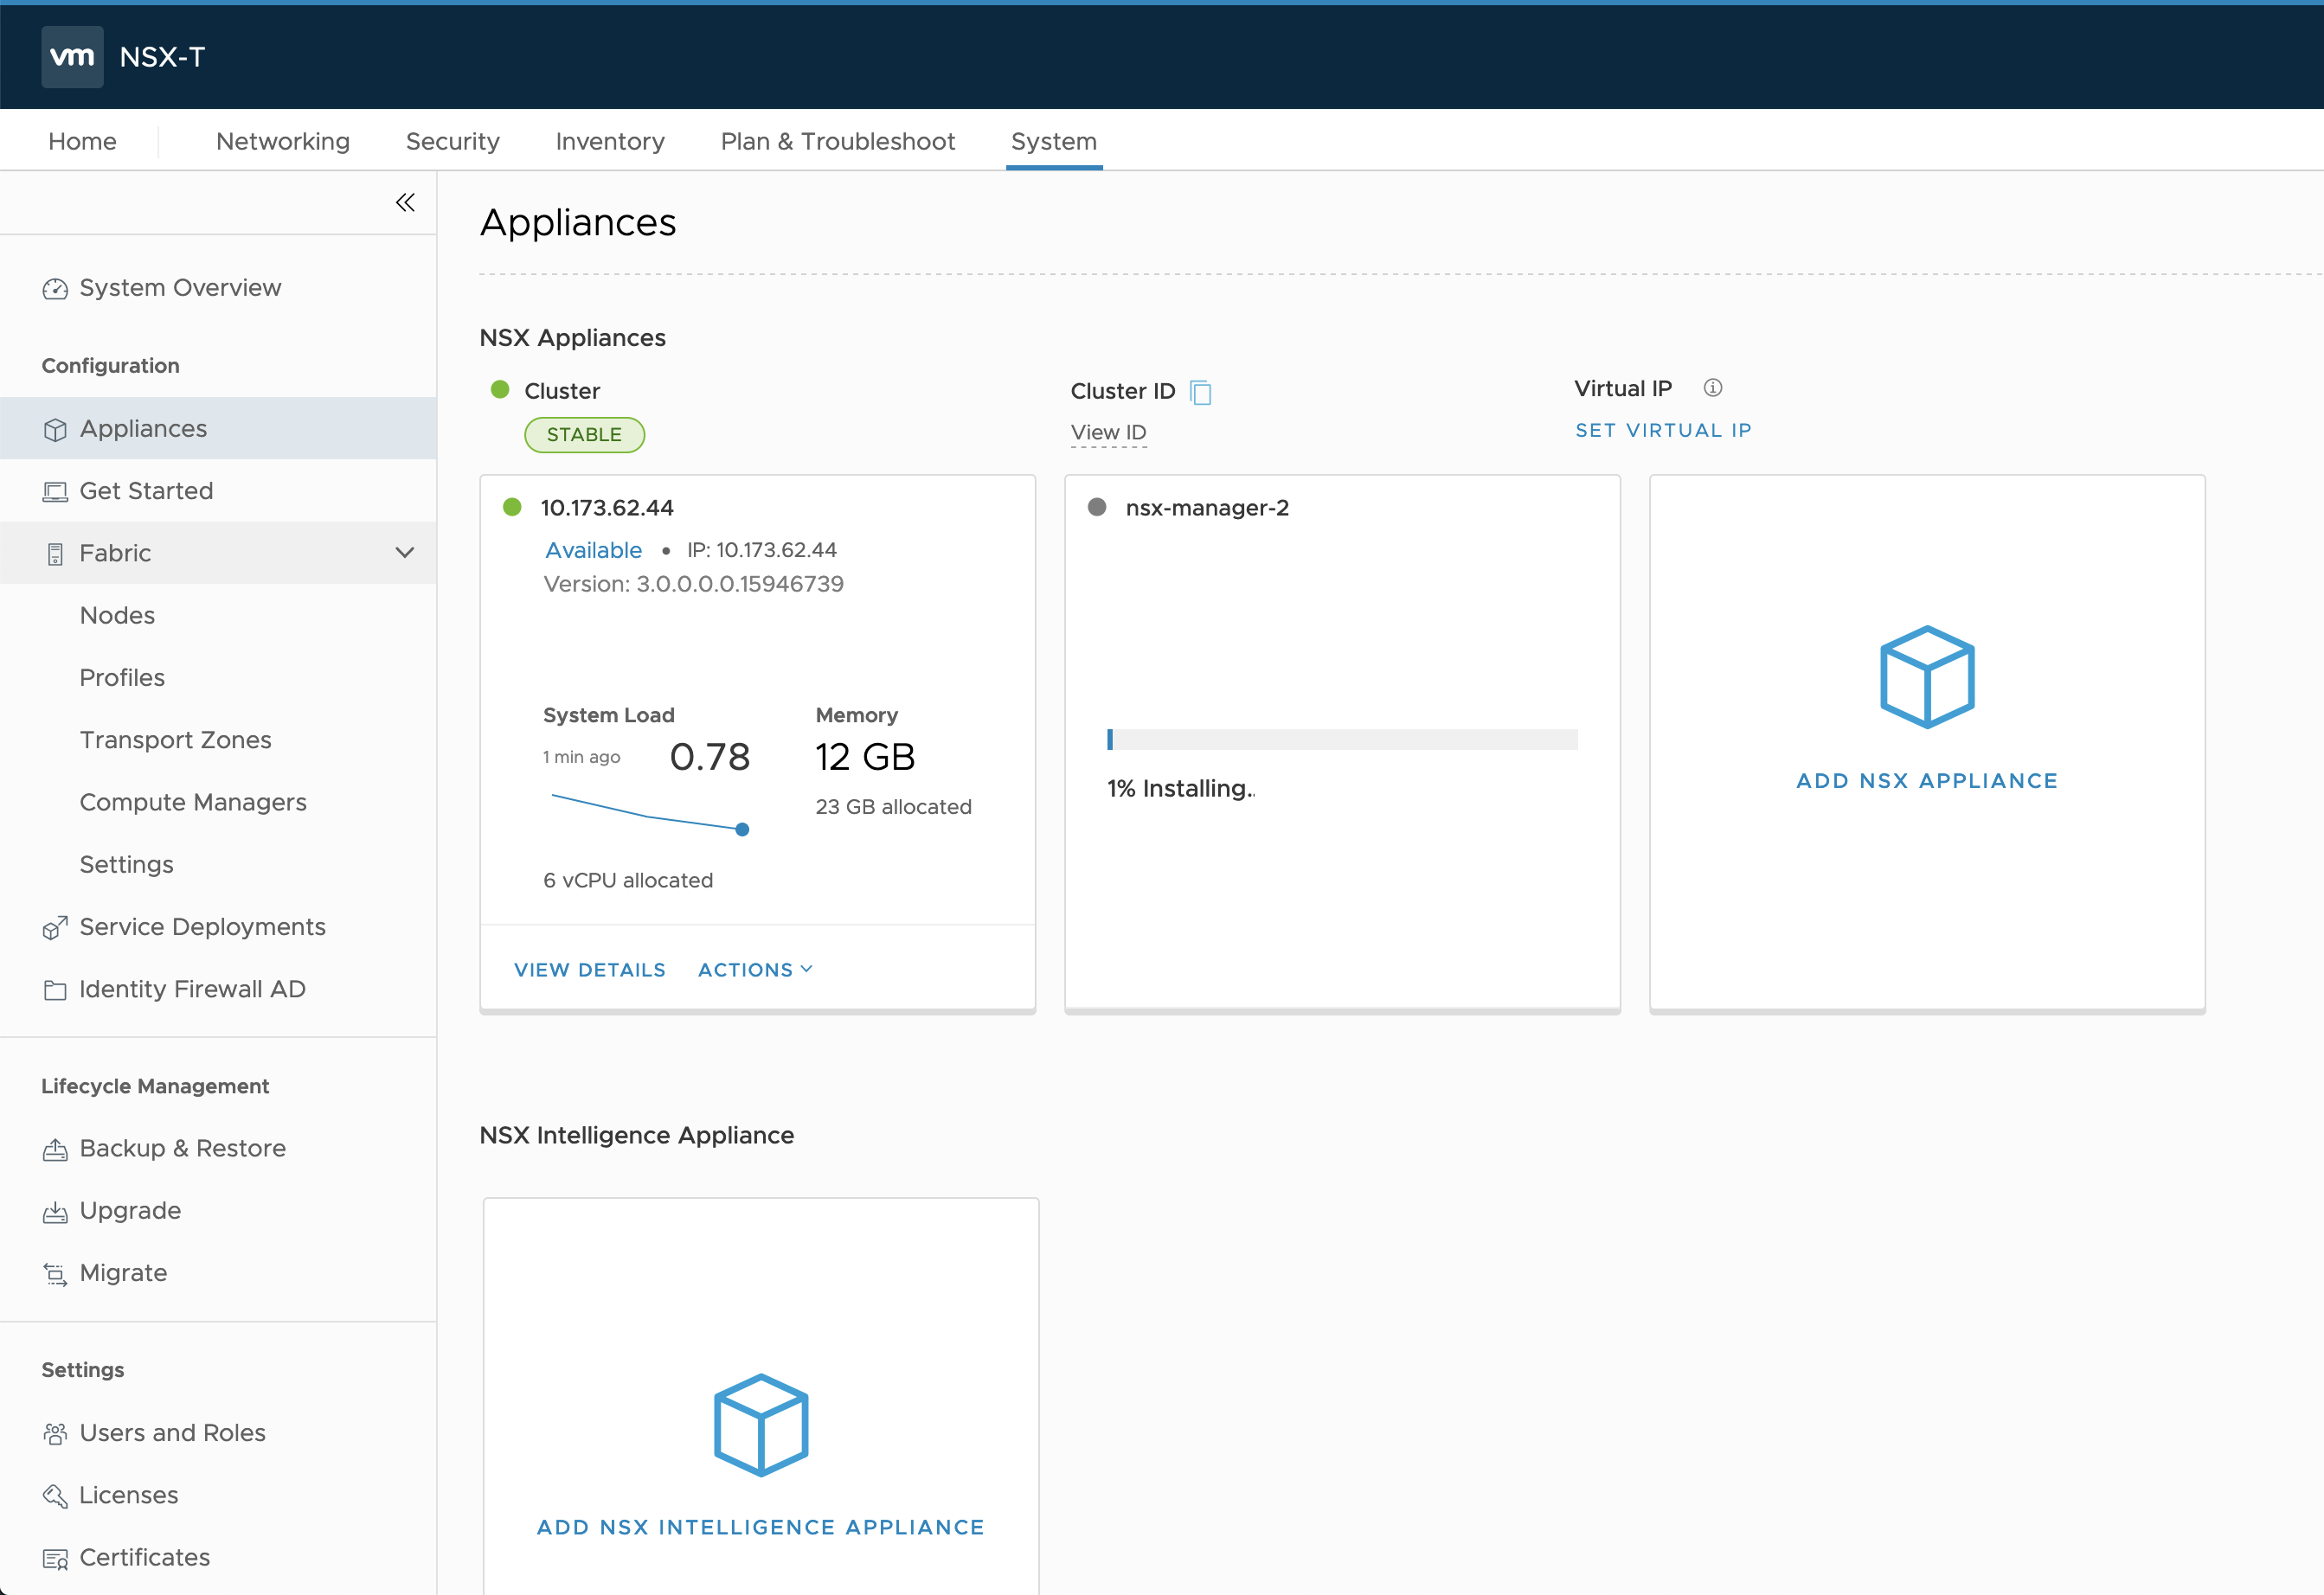 vm NSX-T
Home Networking Security Inventory Plan & Troubleshoot System
System Overview
Configuration
Appliances
Get Started
Fabric
Nodes
Profiles
Transport Zones
Compute Managers
Settings
Service Deployments
Identity Firewall AD
Lifecycle Management
Backup & Restore
Upgrade
Migrate
Settings
Users and Roles
Licenses
Certificates
Appliances
NSX Appliances
Cluster
STABLE
Cluster ID
View ID
Virtual IP
SET VIRTUAL IP
10.173.62.44
Available • IP: 10.173.62.44
Version: 3.0.0.0.0.15946739
System Load
1 min ago 0.78
6 vCPU allocated
Memory
12 GB
23 GB allocated
VIEW DETAILS ACTIONS
nsx-manager-2
1% Installing..
ADD NSX APPLIANCE
NSX Intelligence Appliance
ADD NSX INTELLIGENCE APPLIANCE